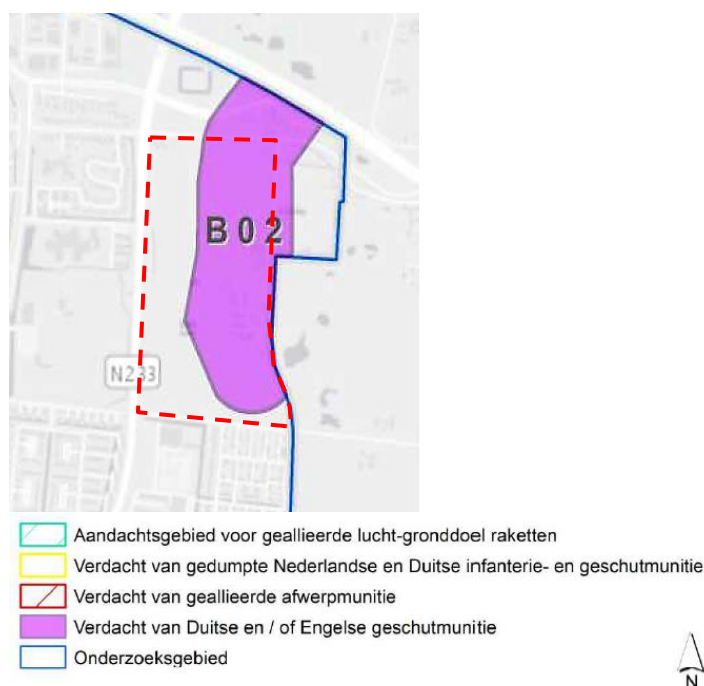 B 0 2
N233
Aandachtsgebied voor geallieerde lucht-gronddoel raketten
Verdacht van gedumpte Nederlandse en Duitse infanterie- en geschutmunitie
Verdacht van geallieerde afwerpmunitie
Verdacht van Duitse en / of Engelse geschutmunitie
Onderzoeksgebied
N